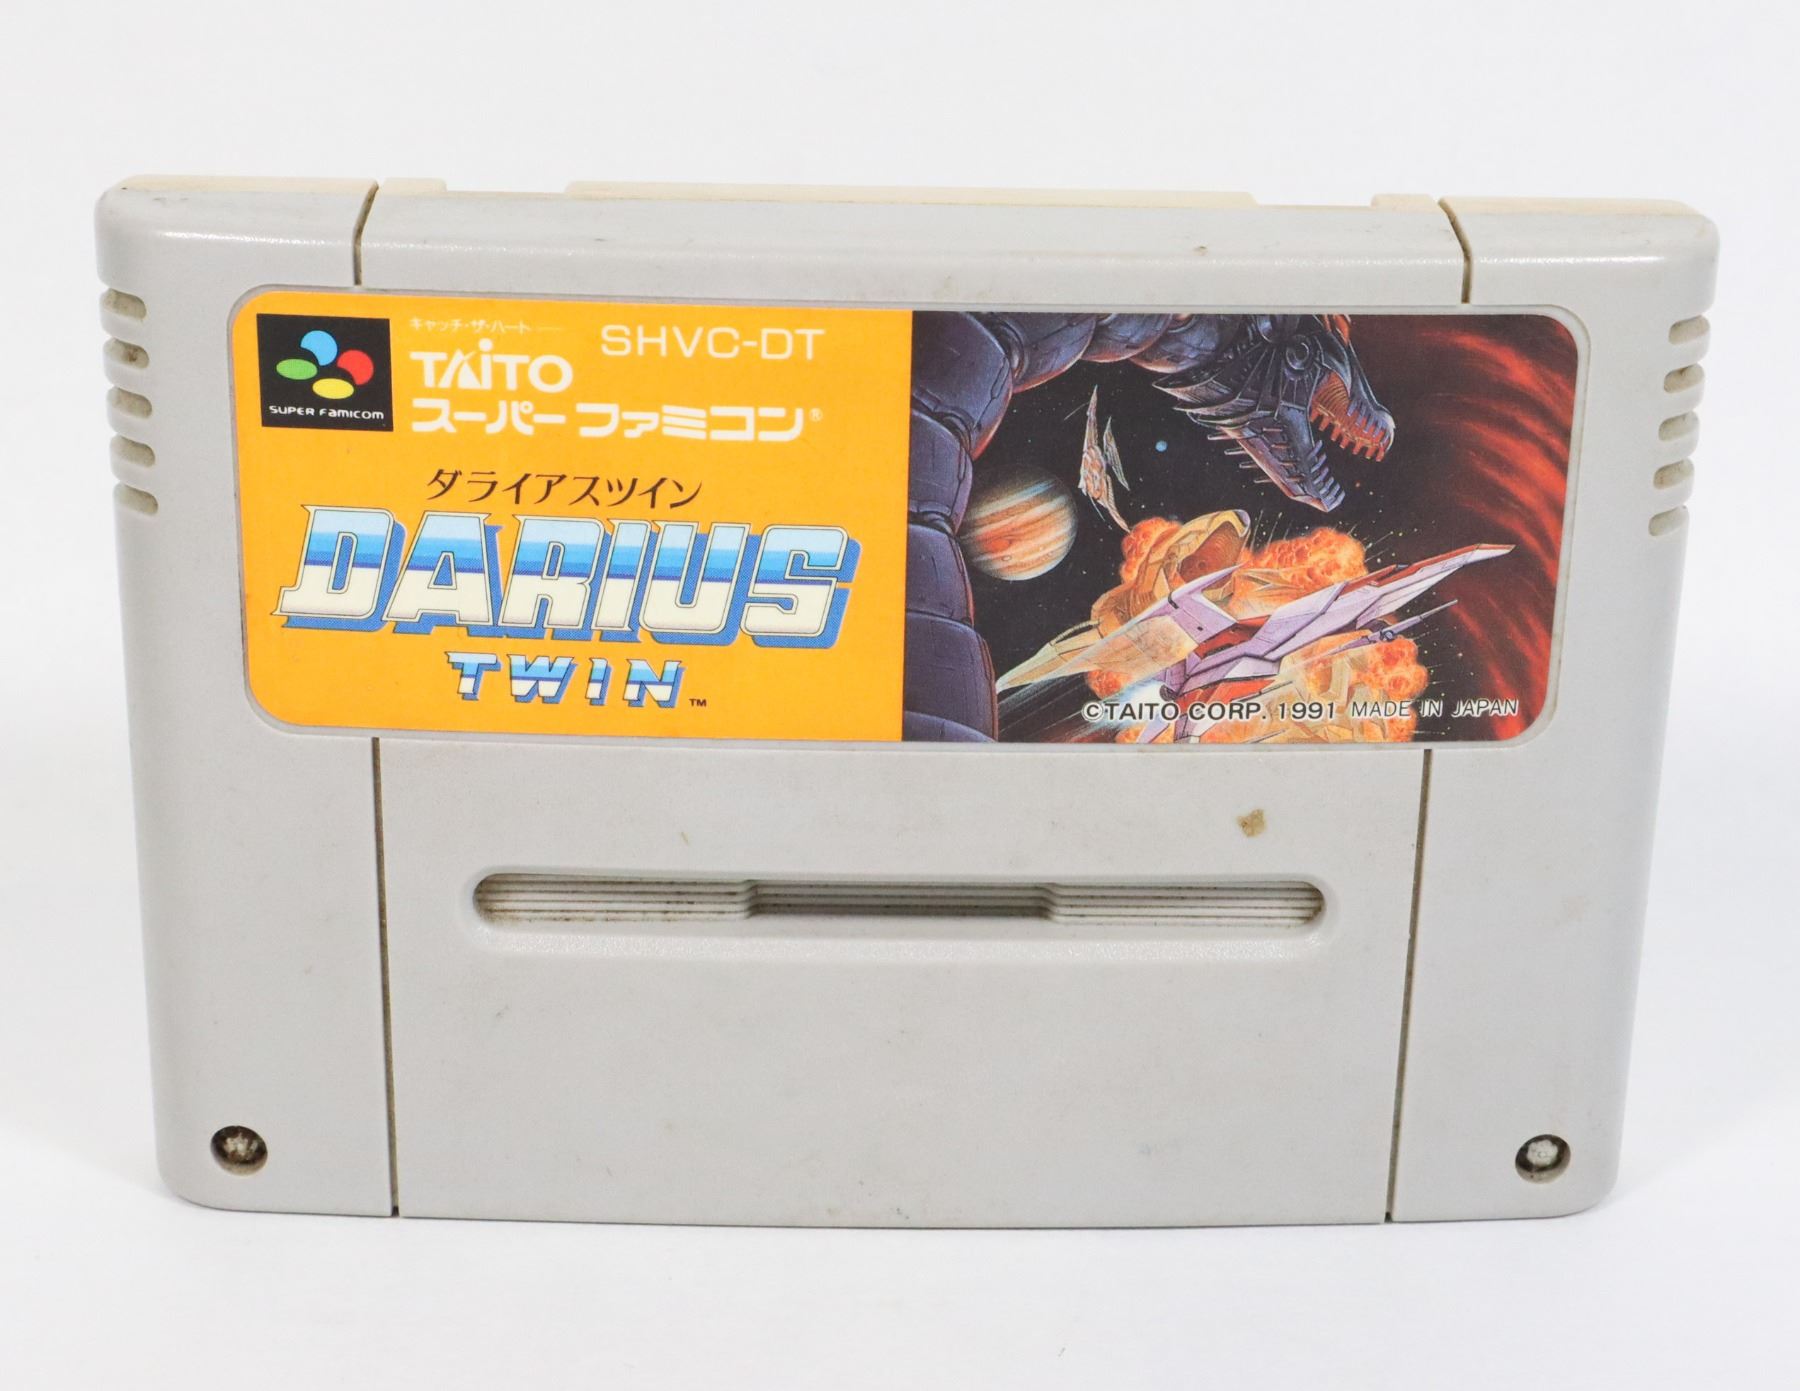 キャッチ・ザ・ハート
TAITO
SHVC-DT
スーパーファミコン®
SUPER FAMICOM
ダライアスツイン
DARIUS
TWIN™
©TAITO CORP. 1991 MADE IN JAPAN